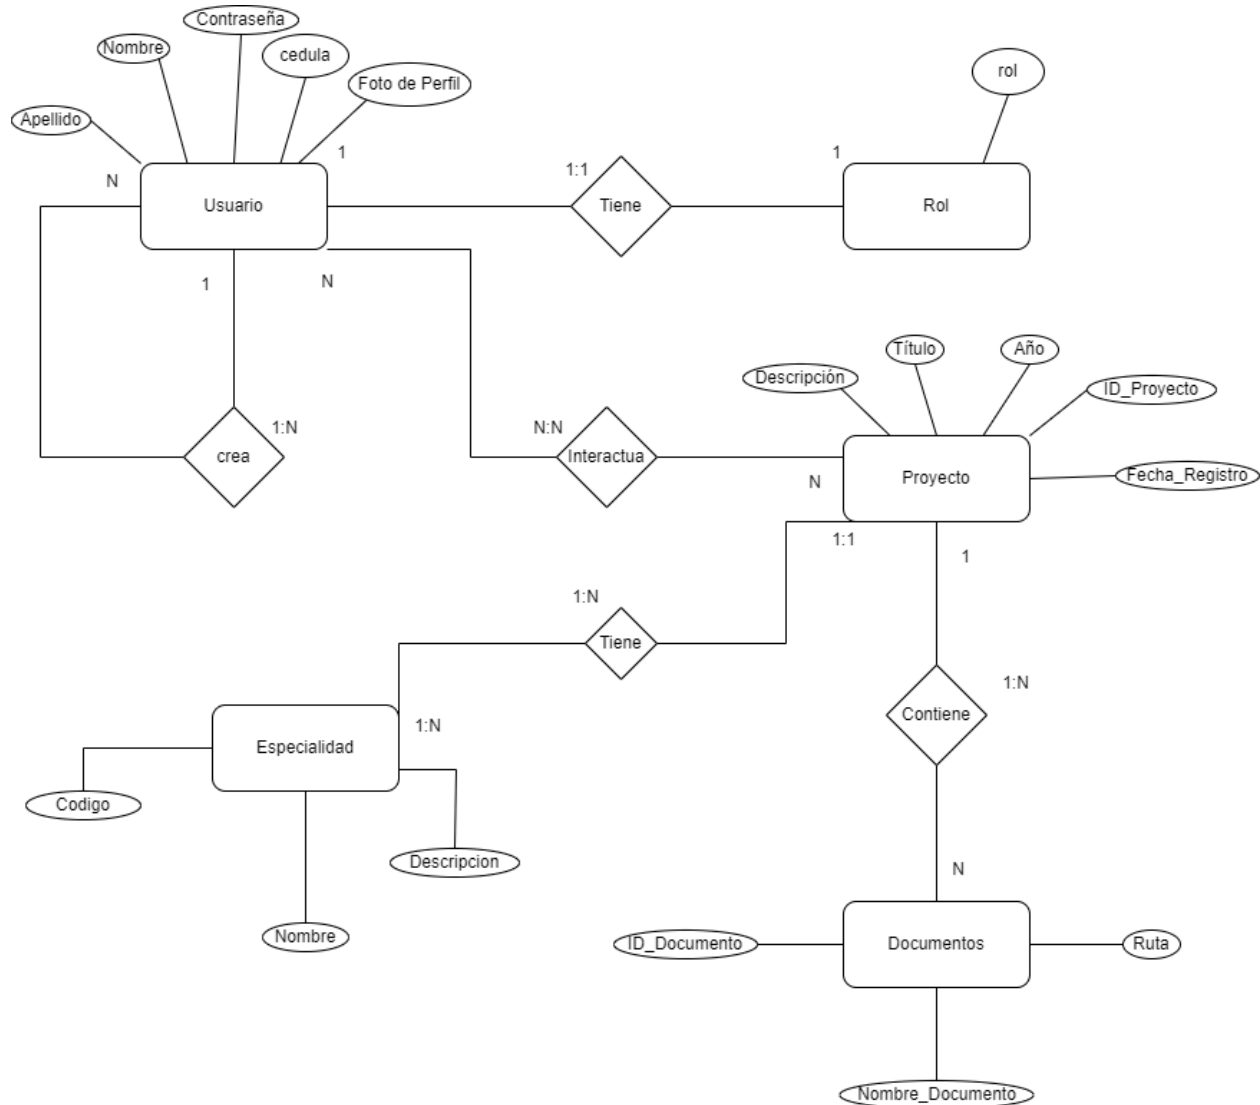 Contraseña
Nombre
cedula
Foto de Perfil
Apellido
rol
N
1
1:1
1
Usuario
Tiene
Rol
1
N
Título
Año
Descripción
ID_Proyecto
1:N
N:N
crea
Interactua
Proyecto
N
Fecha_Registro
1:1
1
1:N
Tiene
1:N
Contiene
1:N
Especialidad
Codigo
Descripcion
N
Nombre
ID_Documento
Documentos
Ruta
Nombre_Documento